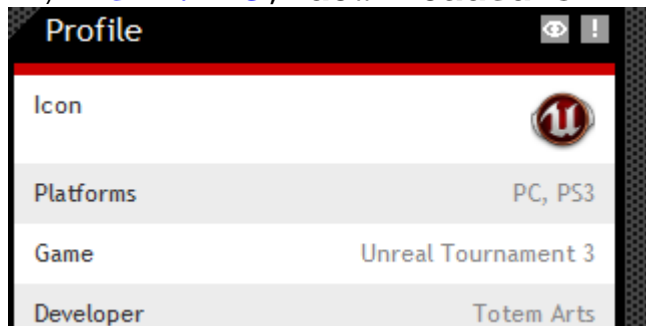 Profile
Icon
Platforms PC, PS3
Game Unreal Tournament 3
Developer Totem Arts